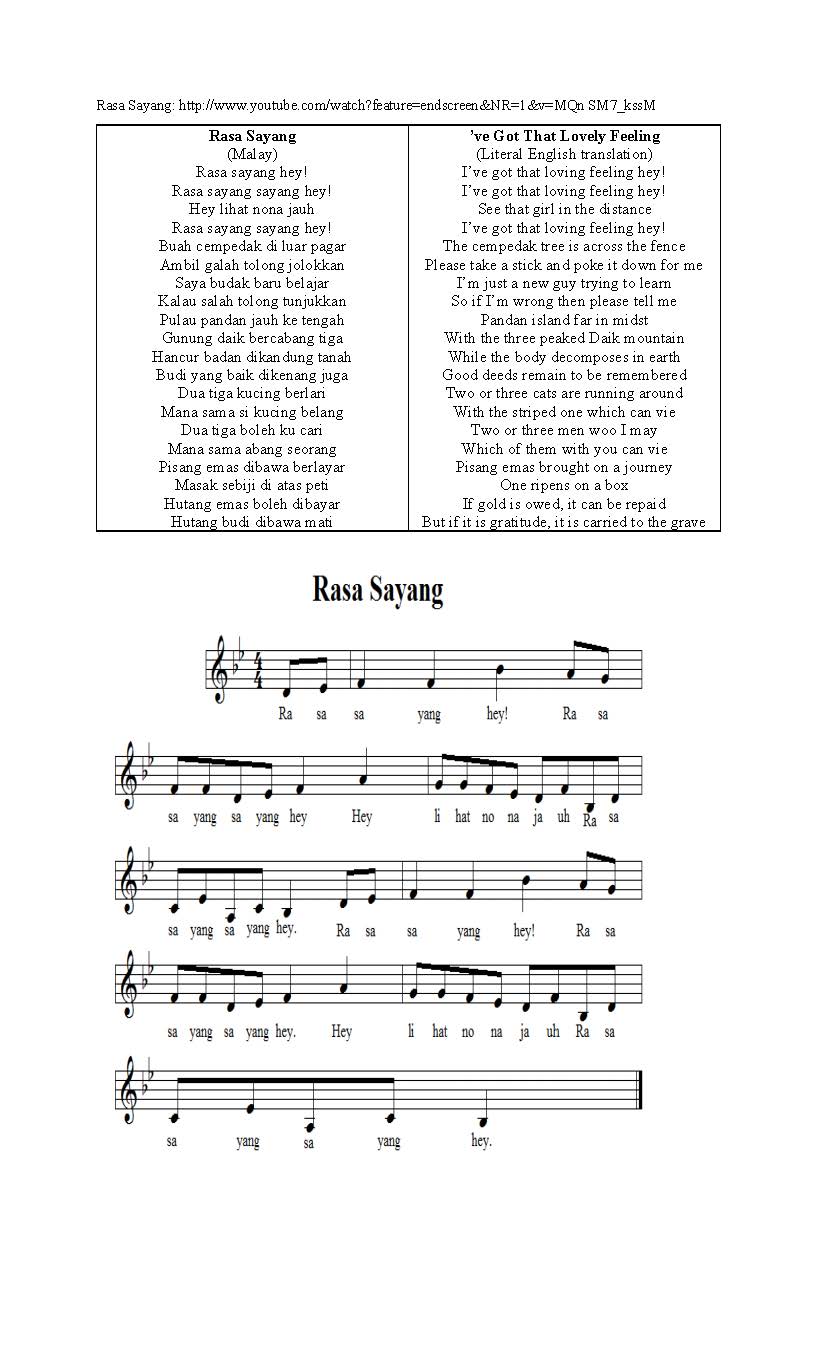 Rasa Sayang: http://www.youtube.com/watch?feature=endscreen&NR=1&v=MQn SM7_kssM
Rasa Sayang
(Malay)
Rasa sayang hey!
Rasa sayang sayang hey!
Hey lihat nona jauh
Rasa sayang sayang hey!
Buah cempedak di luar pagar
Ambil galah tolong jolokkan
Saya budak baru belajar
Kalau salah tolong tunjukkan
Pulau pandan jauh ke tengah
Gunung daik bercabang tiga
Hancur badan dikandung tanah
Budi yang baik dikenang juga
Dua tiga kucing berlari
Mana sama si kucing belang
Dua tiga boleh ku cari
Mana sama abang seorang
Pisang emas dibawa berlayar
Masak sebiji di atas peti
Hutang emas boleh dibayar
Hutang budi dibawa mati
’ve Got That Lovely Feeling
(Literal English translation)
I’ve got that loving feeling hey!
I’ve got that loving feeling hey!
See that girl in the distance
I’ve got that loving feeling hey!
The cempedak tree is across the fence
Please take a stick and poke it down for me
I’m just a new guy trying to learn
So if I’m wrong then please tell me
Pandan island far in midst
With the three peaked Daik mountain
While the body decomposes in earth
Good deeds remain to be remembered
Two or three cats are running around
With the striped one which can vie
Two or three men woo I may
Which of them with you can vie
Pisang emas brought on a journey
One ripens on a box
If gold is owed, it can be repaid
But if it is gratitude, it is carried to the grave
Rasa Sayang
4
4
Ra sa sa yang hey! Ra sa
sa yang sa yang hey Hey li hat no na ja uh Ra sa
sa yang sa yang hey. Ra sa sa yang hey! Ra sa
sa yang sa yang hey. Hey li hat no na ja uh Ra sa
sa yang sa yang hey.